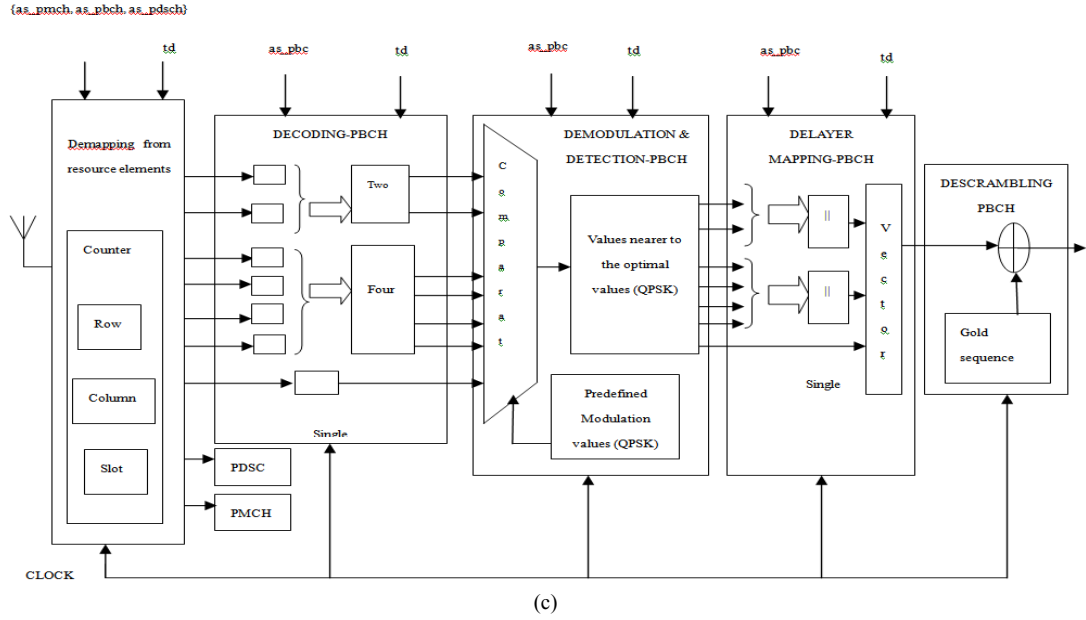 {as_pmch, as_pbch, as_pdsch}
td
as_pbc
td
as_pbc
td
as_pbc
td
Demapping from
resource elements
Counter
Row
Column
Slot
CLOCK
DECODING-PBCH
Two
Four
Single
PDSC
PMCH
Comparat
DEMODULATION &
DETECTION-PBCH
Values nearer to
the optimal
values (QPSK)
Predefined
Modulation
values (QPSK)
DELAYER
MAPPING-PBCH
||
||
Vector
Single
DESCRAMBLING
PBCH
Gold
sequence
(c)